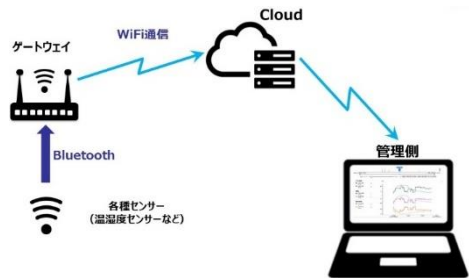 Cloud
WiFi通信
ゲートウェイ
管理側
Bluetooth
各種センサー
(温湿度センサーなど)